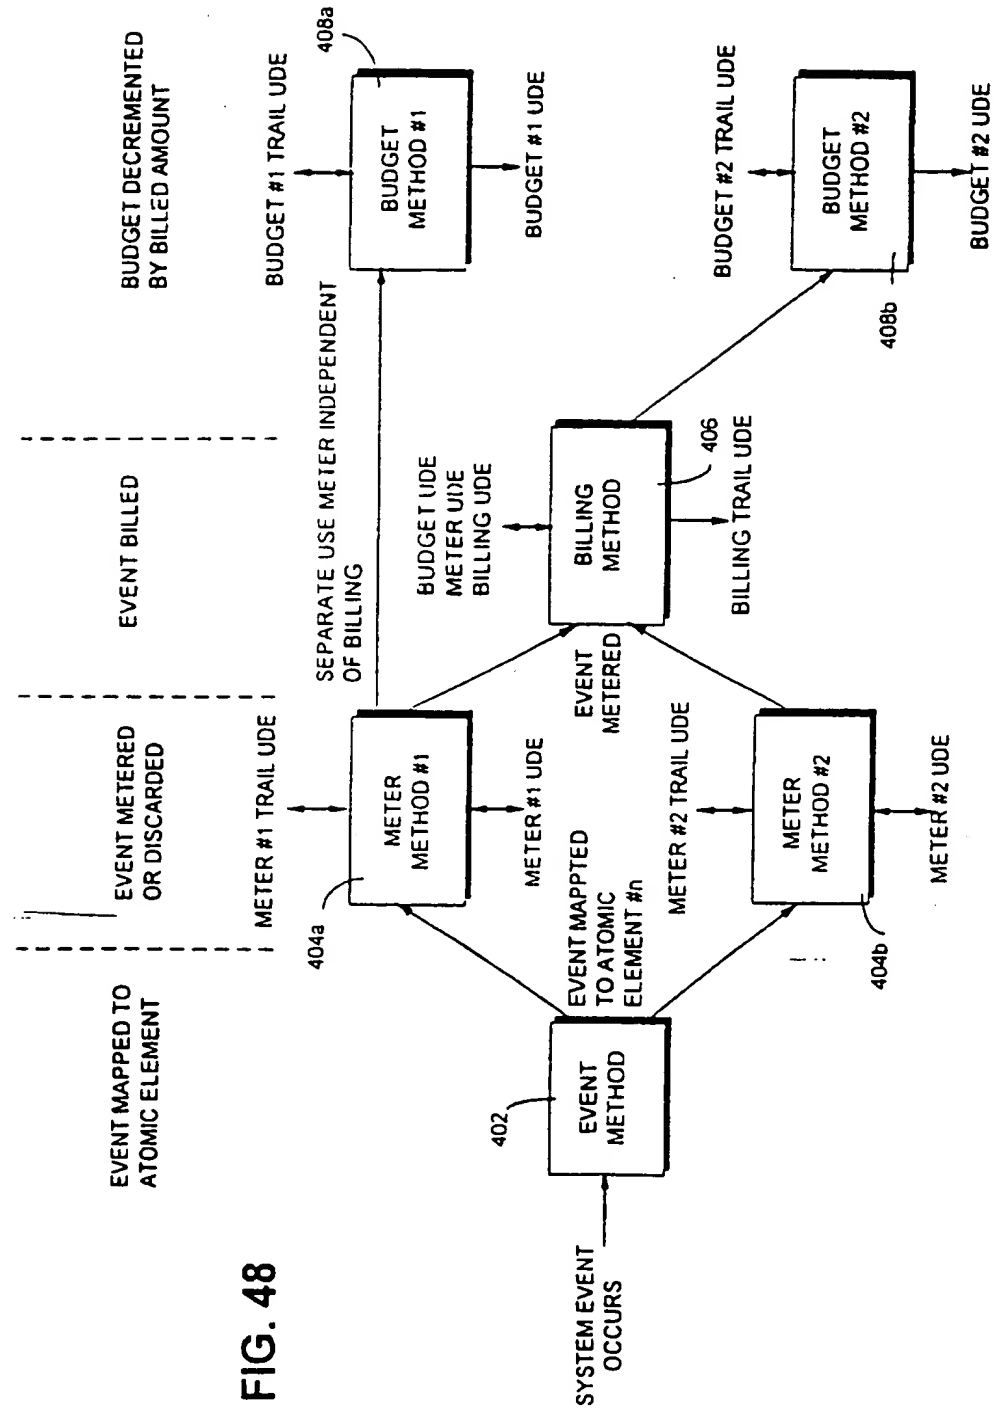 FIG. 48
EVENT MAPPED TO
ATOMIC ELEMENT
EVENT METERED
OR DISCARDED
EVENT BILLED
BUDGET DECREMENTED
BY BILLED AMOUNT
SYSTEM EVENT
OCCURS
402
EVENT
METHOD
EVENT MAPPTED
TO ATOMIC
ELEMENT #n
METER #1 TRAIL UDE
404a
METER
METHOD #1
METER #1 UDE
METER #2 TRAIL UDE
METER
METHOD #2
404b
METER #2 UDE
SEPARATE USE METER INDEPENDENT
OF BILLING
EVENT
METERED
BUDGET UDE
METER UDE
BILLING UDE
BILLING
METHOD
406
BILLING TRAIL UDE
BUDGET #1 TRAIL UDE
408a
BUDGET
METHOD #1
BUDGET #1 UDE
BUDGET #2 TRAIL UDE
BUDGET
METHOD #2
408b
BUDGET #2 UDE